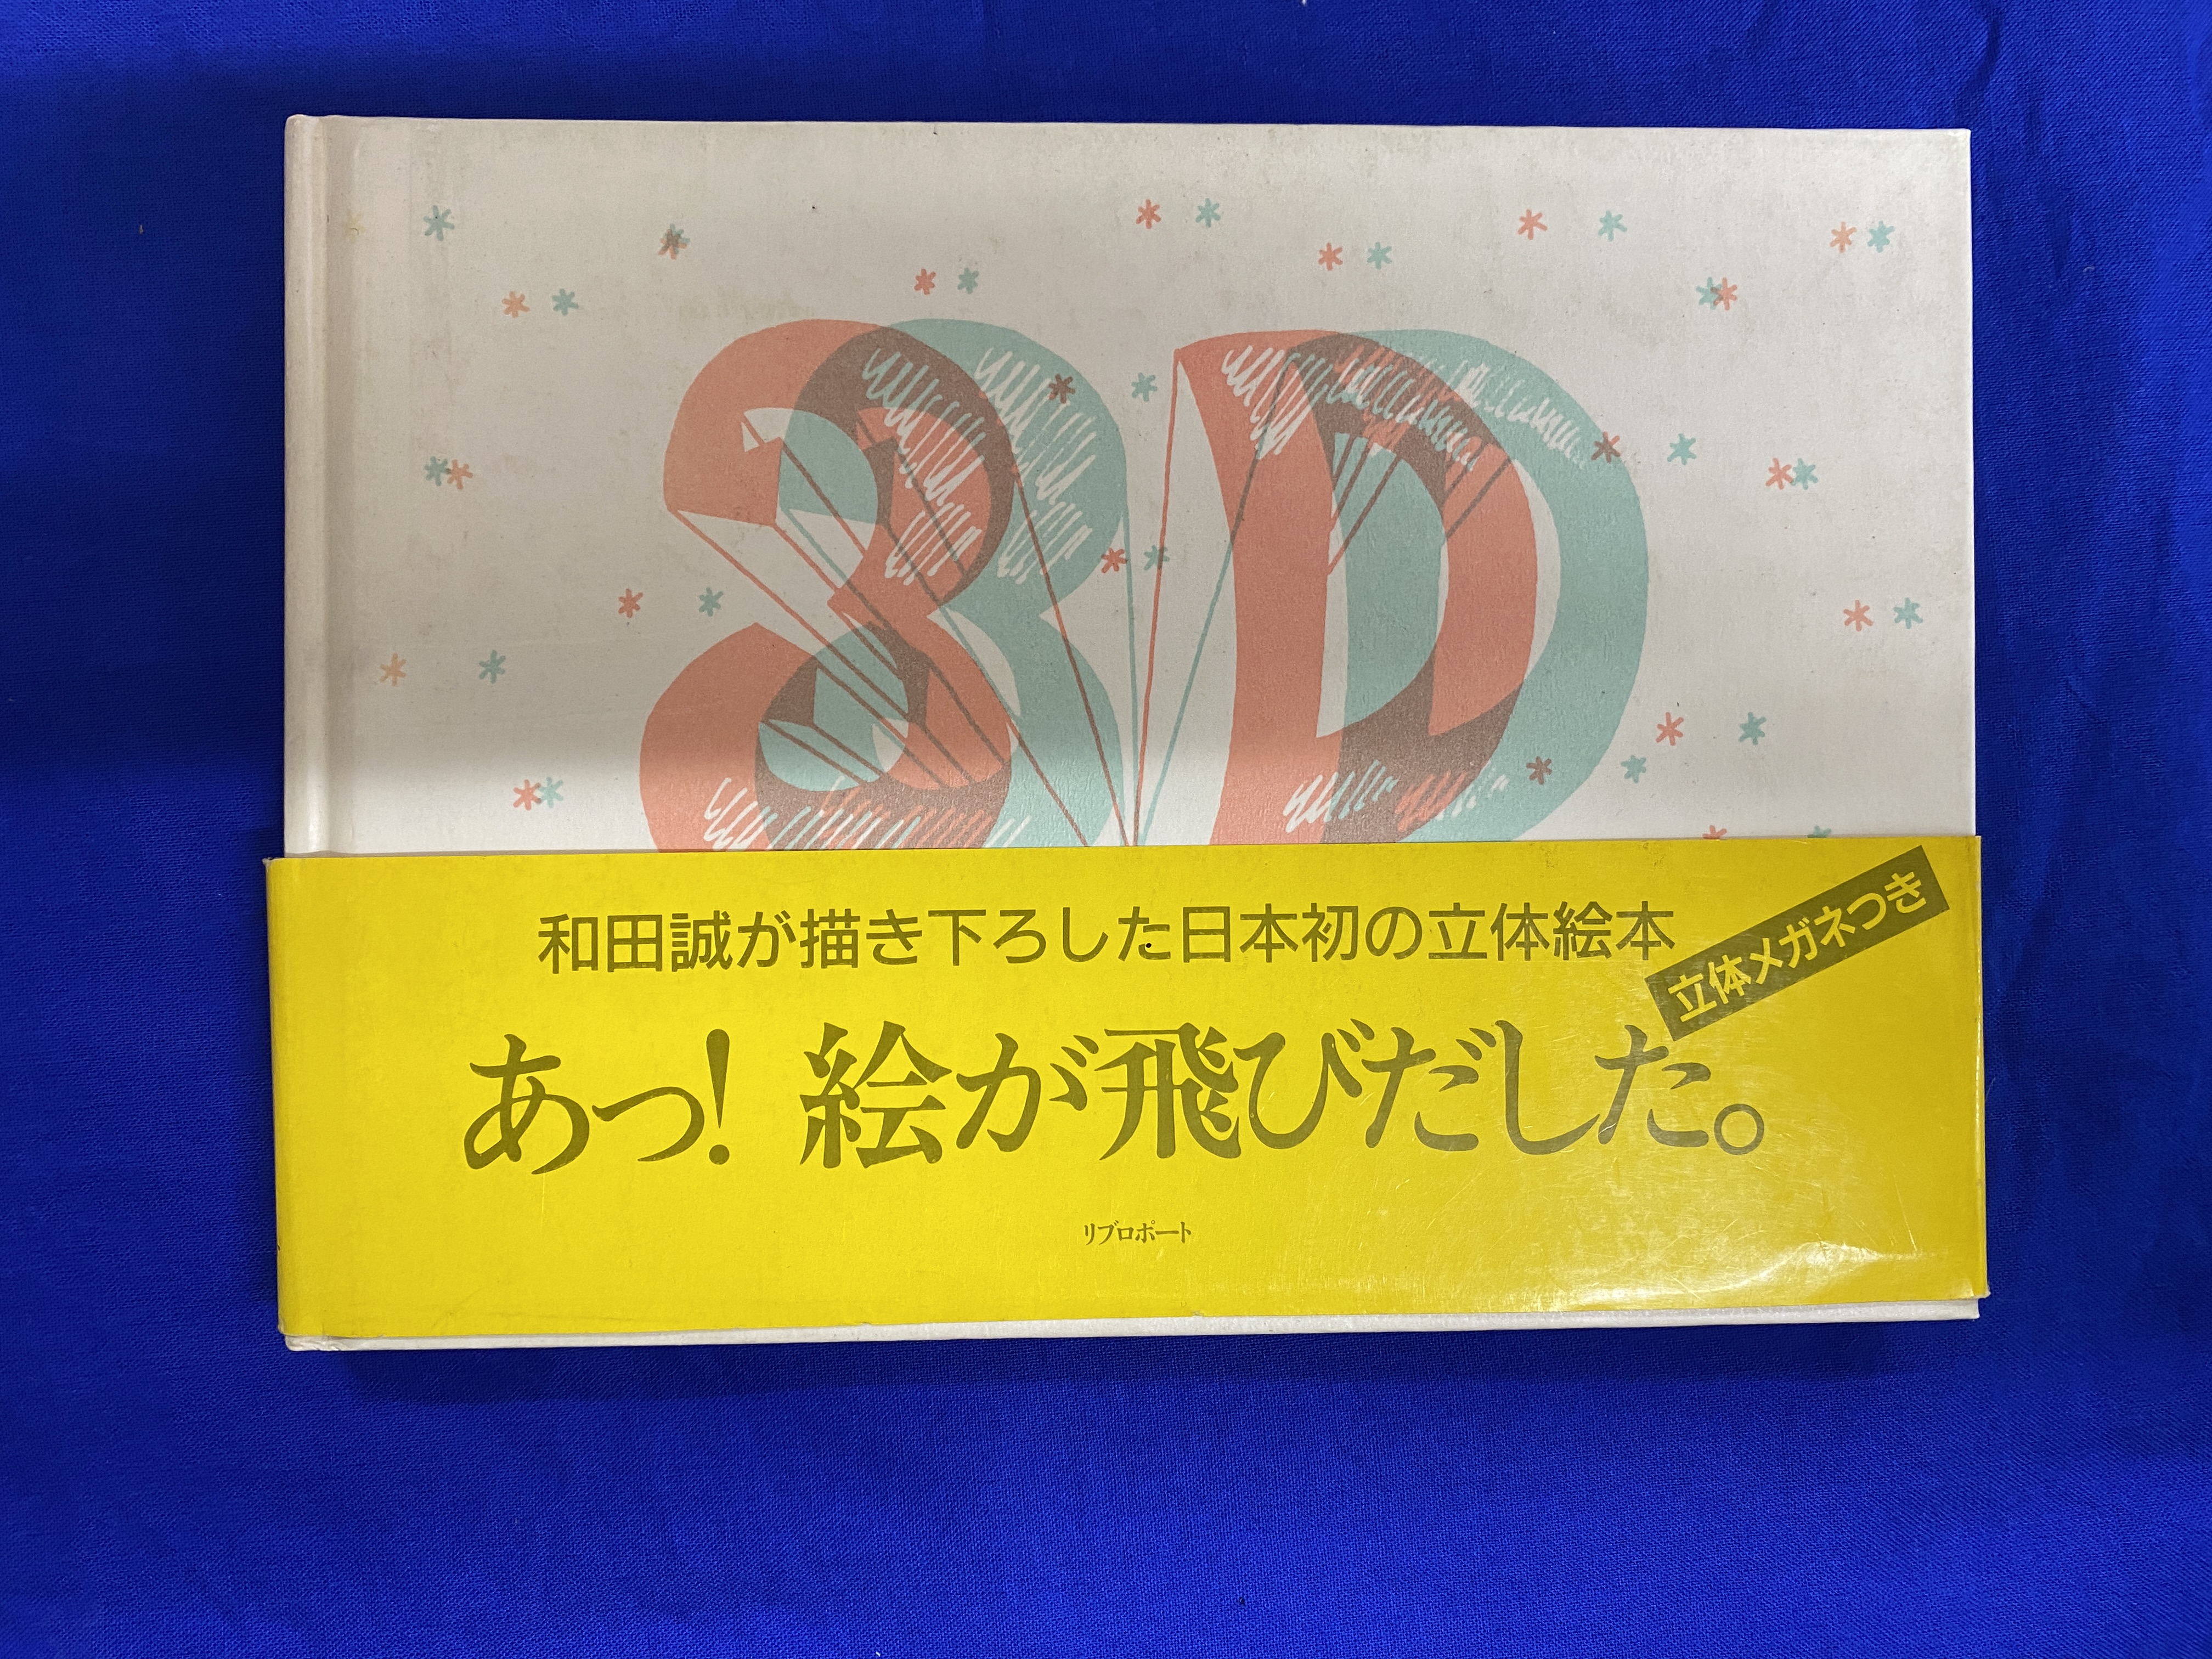 3D
和田誠が描き下ろした日本初の立体絵本
立体メガネつき
あっ! 絵が飛びだした。
リブロポート